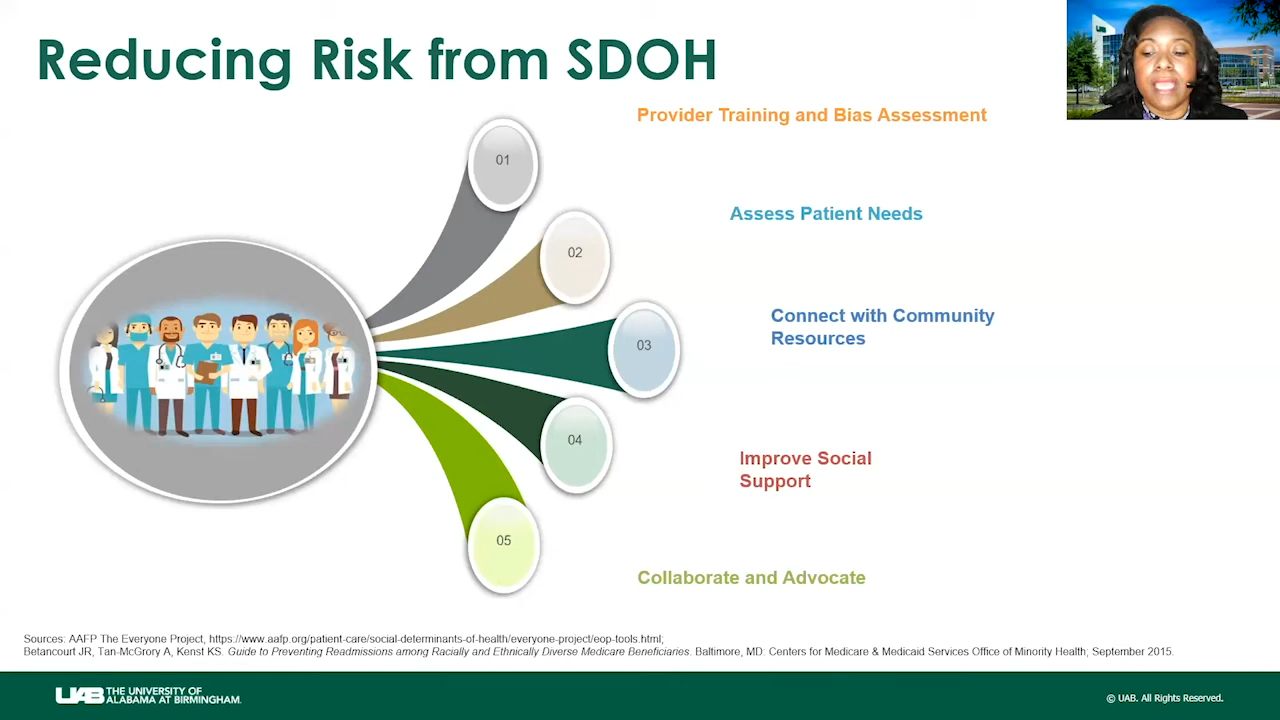 Reducing Risk from SDOH
01
Provider Training and Bias Assessment
02
Assess Patient Needs
03
Connect with Community
Resources
04
Improve Social
Support
05
Collaborate and Advocate
Sources: AAFP The Everyone Project, https://www.aafp.org/patient-care/social-determinants-of-health/everyone-project/eop-tools.html;
Betancourt JR, Tan-McGrory A, Kenst KS. Guide to Preventing Readmissions among Racially and Ethnically Diverse Medicare Beneficiaries. Baltimore, MD: Centers for Medicare & Medicaid Services Office of Minority Health; September 2015.
UAB THE UNIVERSITY OF
ALABAMA AT BIRMINGHAM.
© UAB. All Rights Reserved.